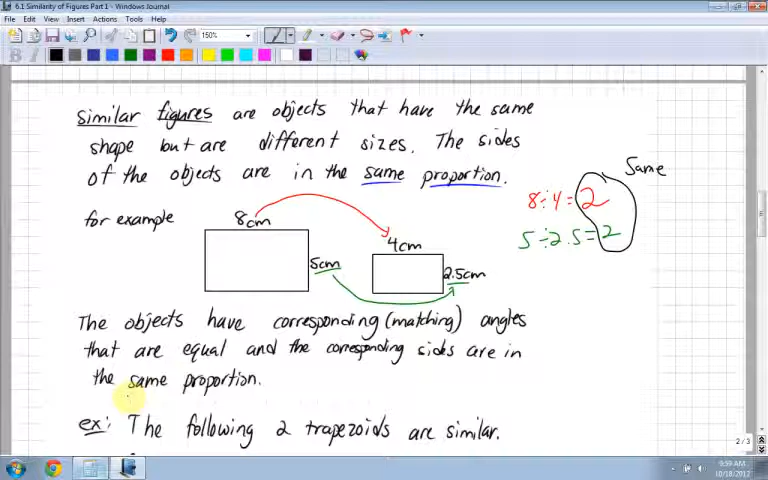 6.1 Similarity of Figures Part 1 - Windows Journal
File Edit View Insert Actions Tools Help
150%
B I
Similar figures are objects that have the same
shape but are different sizes. The sides
of the objects are in the same proportion.
Same
8÷4=2
5÷2.5=2
for example
8cm
5cm
4cm
2.5cm
The objects have corresponding (matching) angles
that are equal and the corresponding sides are in
the same proportion.
ex: The following 2 trapezoids are similar.
2 / 3
9:59 AM
10/18/2012